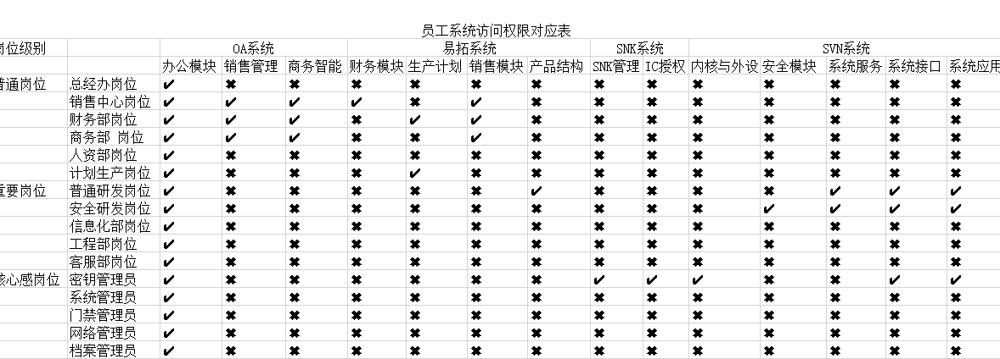 员工系统访问权限对应表
岗位级别 OA系统 易拓系统 SNK系统 SVN系统
办公模块 销售管理 商务智能 财务模块 生产计划 销售模块 产品结构 SNK管理 IC授权 内核与外设 安全模块 系统服务 系统接口 系统应用
普通岗位 总经办岗位 ✔ ✖ ✖ ✖ ✖ ✖ ✖ ✖ ✖ ✖ ✖ ✖ ✖ ✖
销售中心岗位 ✔ ✔ ✔ ✔ ✖ ✔ ✖ ✖ ✖ ✖ ✖ ✖ ✖ ✖
财务部岗位 ✔ ✔ ✔ ✖ ✔ ✔ ✖ ✖ ✖ ✖ ✖ ✖ ✖ ✖
商务部 岗位 ✔ ✔ ✔ ✖ ✖ ✔ ✖ ✖ ✖ ✖ ✖ ✖ ✖ ✖
人资部岗位 ✔ ✖ ✖ ✖ ✖ ✖ ✖ ✖ ✖ ✖ ✖ ✖ ✖ ✖
计划生产岗位 ✔ ✖ ✖ ✖ ✔ ✖ ✖ ✖ ✖ ✖ ✖ ✖ ✖ ✖
重要岗位 普通研发岗位 ✔ ✖ ✖ ✖ ✖ ✖ ✔ ✖ ✖ ✖ ✖ ✔ ✔ ✔
安全研发岗位 ✔ ✖ ✖ ✖ ✖ ✖ ✖ ✖ ✖ ✖ ✔ ✔ ✔ ✔
信息化部岗位 ✔ ✖ ✖ ✖ ✖ ✖ ✖ ✖ ✖ ✖ ✖ ✖ ✖ ✖
工程部岗位 ✔ ✖ ✖ ✖ ✖ ✖ ✖ ✖ ✖ ✖ ✖ ✖ ✖ ✖
客服部岗位 ✔ ✖ ✖ ✖ ✖ ✖ ✖ ✖ ✖ ✖ ✖ ✖ ✖ ✖
核心感岗位 密钥管理员 ✔ ✖ ✖ ✖ ✖ ✖ ✖ ✔ ✔ ✔ ✖ ✖ ✔ ✔
系统管理员 ✔ ✖ ✖ ✖ ✖ ✖ ✖ ✖ ✖ ✖ ✖ ✖ ✖ ✖
门禁管理员 ✔ ✖ ✖ ✖ ✖ ✖ ✖ ✖ ✖ ✖ ✖ ✖ ✖ ✖
网络管理员 ✔ ✖ ✖ ✖ ✖ ✖ ✖ ✖ ✖ ✖ ✖ ✖ ✖ ✖
档案管理员 ✔ ✖ ✖ ✖ ✖ ✖ ✖ ✖ ✖ ✖ ✖ ✖ ✖ ✖